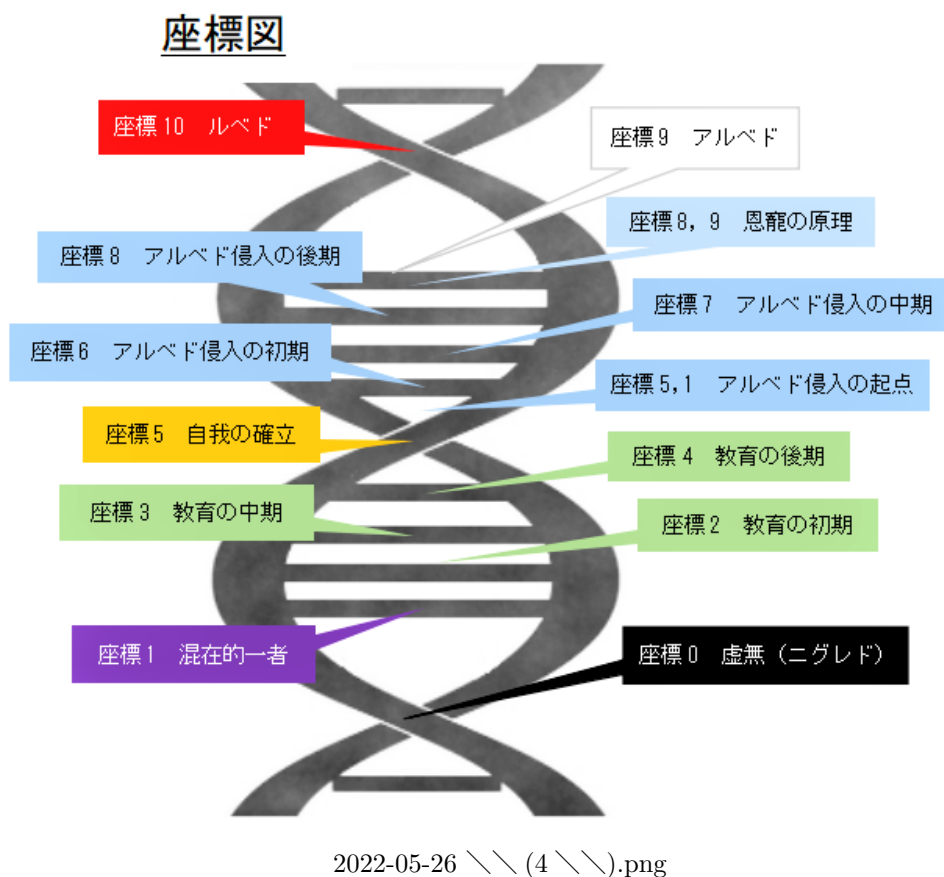 座標図
座標10　ルベド
座標9　アルベド
座標8，9　恩寵の原理
座標8　アルベド侵入の後期
座標7　アルベド侵入の中期
座標6　アルベド侵入の初期
座標5,1　アルベド侵入の起点
座標5　自我の確立
座標4　教育の後期
座標3　教育の中期
座標2　教育の初期
座標1　混在的一者
座標0　虚無（ニグレド）
2022-05-26 ＼＼ (4 ＼＼).png